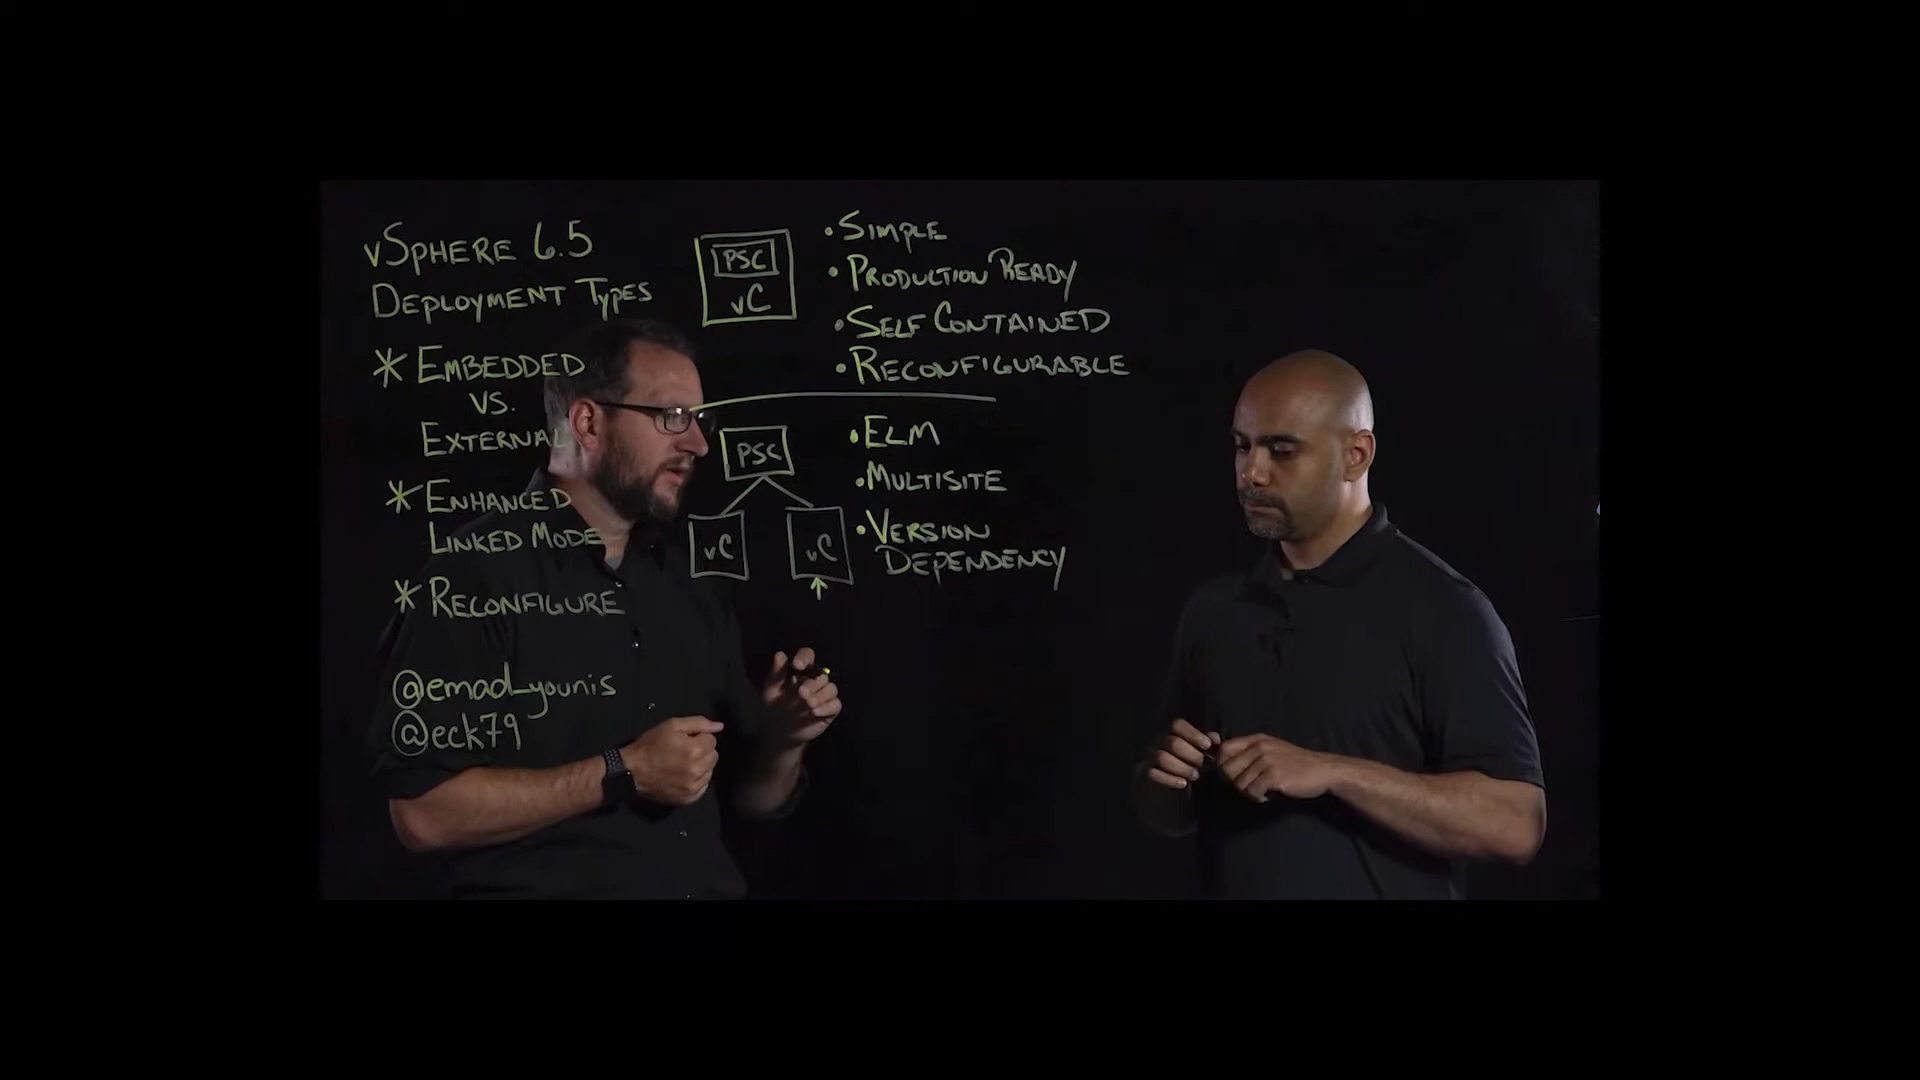 vSphere 6.5
Deployment Types
* Embedded
vs.
External
* Enhanced
Linked Mode
* Reconfigure
@emad_younis
@eck79
PSC
vC
• Simple
• Production Ready
• Self Contained
• Reconfigurable
PSC
vC vC
• ELM
• Multisite
• Version
Dependency